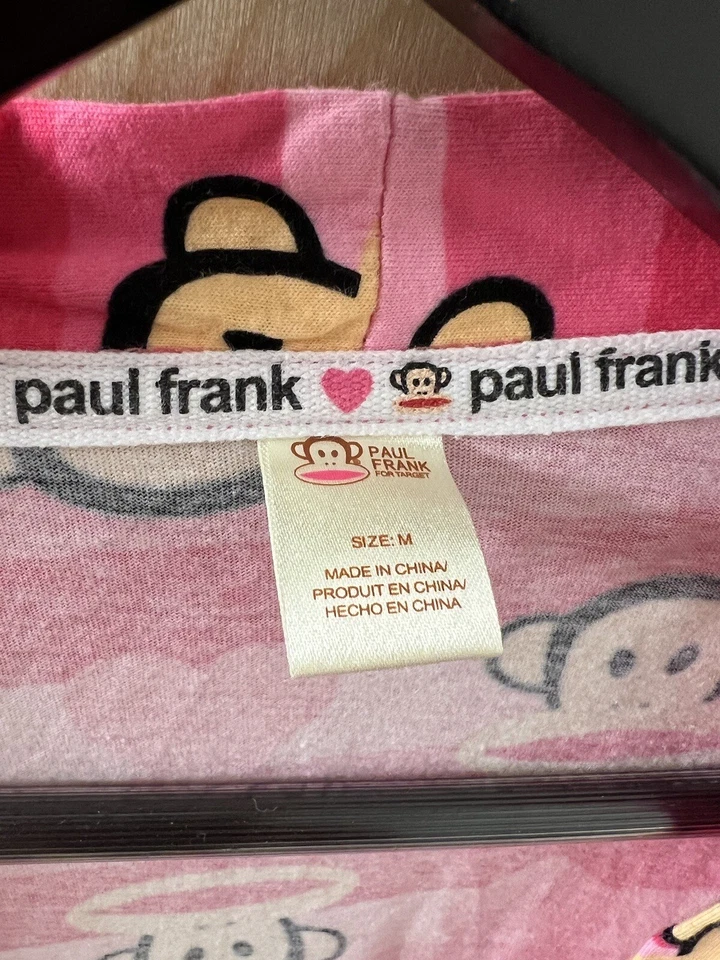 paul frank paul frank
PAUL
FRANK
FOR TARGET
SIZE: M
MADE IN CHINA/
PRODUIT EN CHINA/
HECHO EN CHINA